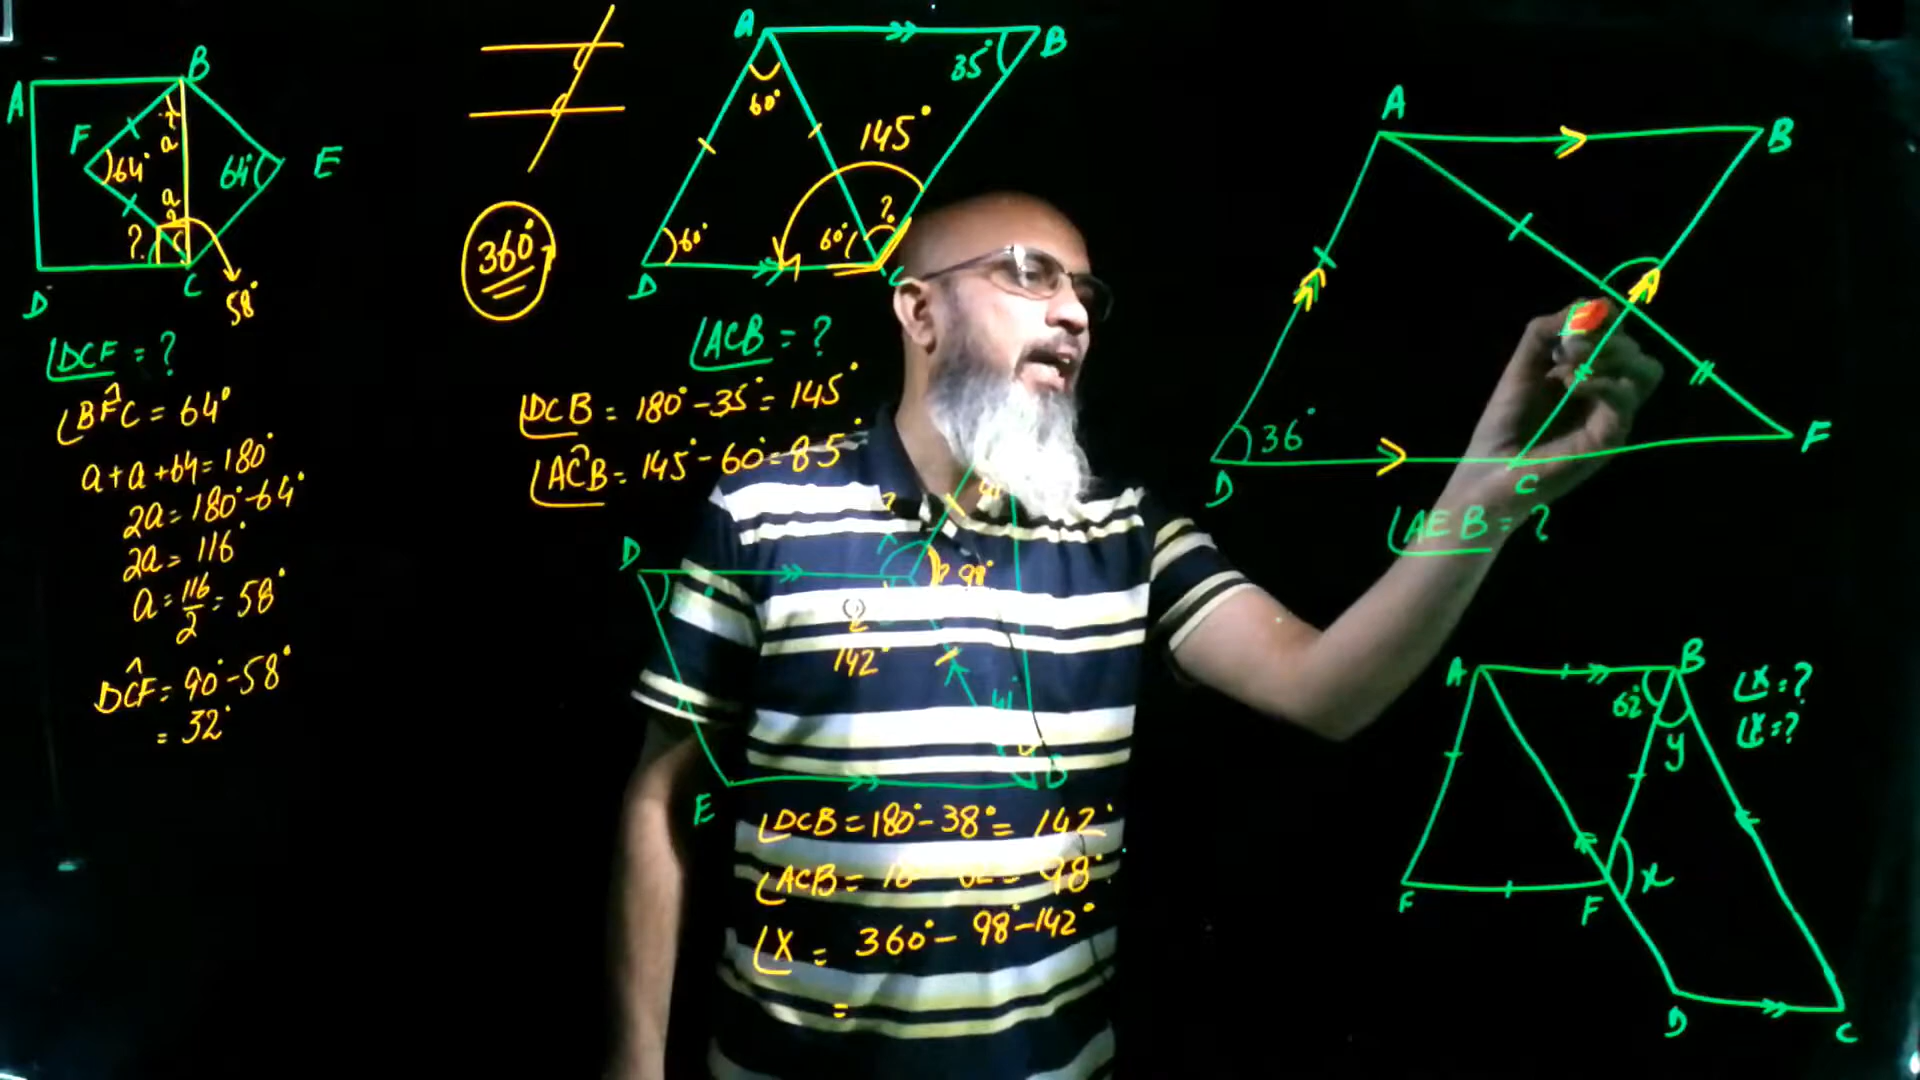 A
B
F
64°
a
a
64°
E
?
D
C
58°
∠DCF = ?
∠BF̂C = 64°
a+a+64=180°
2a=180°-64°
2a=116°
a=116/2=58°
DĈF=90°-58°
=32°
360°
A
B
35°
60°
145°
60°
60°
?
D
C
∠ACB = ?
∠DCB = 180°-35°=145°
∠AĈB = 145°-60°=85°
D
?
98°
142°
E
∠DCB=180°-38°=142°
∠ACB= 98°
∠X = 360°-98°-142°
=
A
B
E
36°
F
D
C
∠AEB = ?
A
B
∠X=?
62°
y
F
F
x
D
C